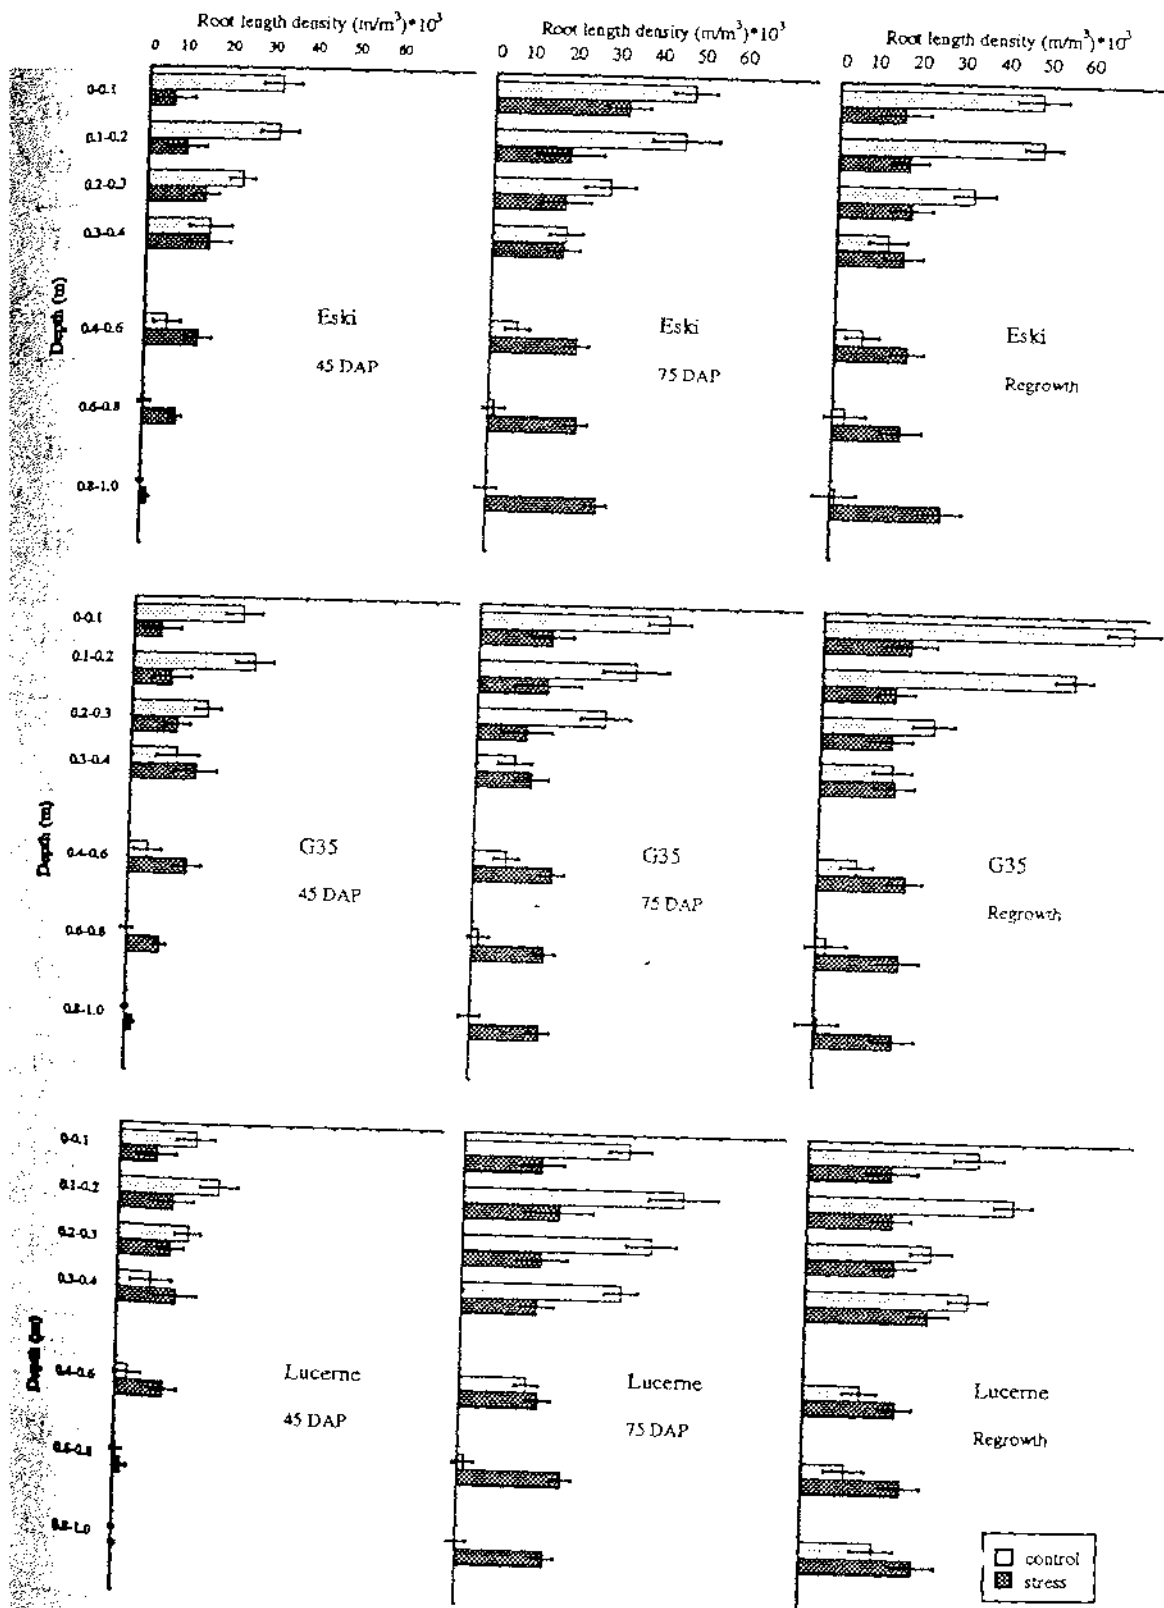 Root length density (m/m³)*10³
0 10 20 30 40 50 60
Root length density (m/m³)*10³
0 10 20 30 40 50 60
Root length density (m/m³)*10³
0 10 20 30 40 50 60
Depth (m)
0-0.1
0.1-0.2
0.2-0.3
0.3-0.4
0.4-0.6
0.6-0.8
0.8-1.0
Eski
45 DAP
Eski
75 DAP
Eski
Regrowth
Depth (m)
0-0.1
0.1-0.2
0.2-0.3
0.3-0.4
0.4-0.6
0.6-0.8
0.8-1.0
G35
45 DAP
G35
75 DAP
G35
Regrowth
Depth (m)
0-0.1
0.1-0.2
0.2-0.3
0.3-0.4
0.4-0.6
0.6-0.8
0.8-1.0
Lucerne
45 DAP
Lucerne
75 DAP
Lucerne
Regrowth
control
stress